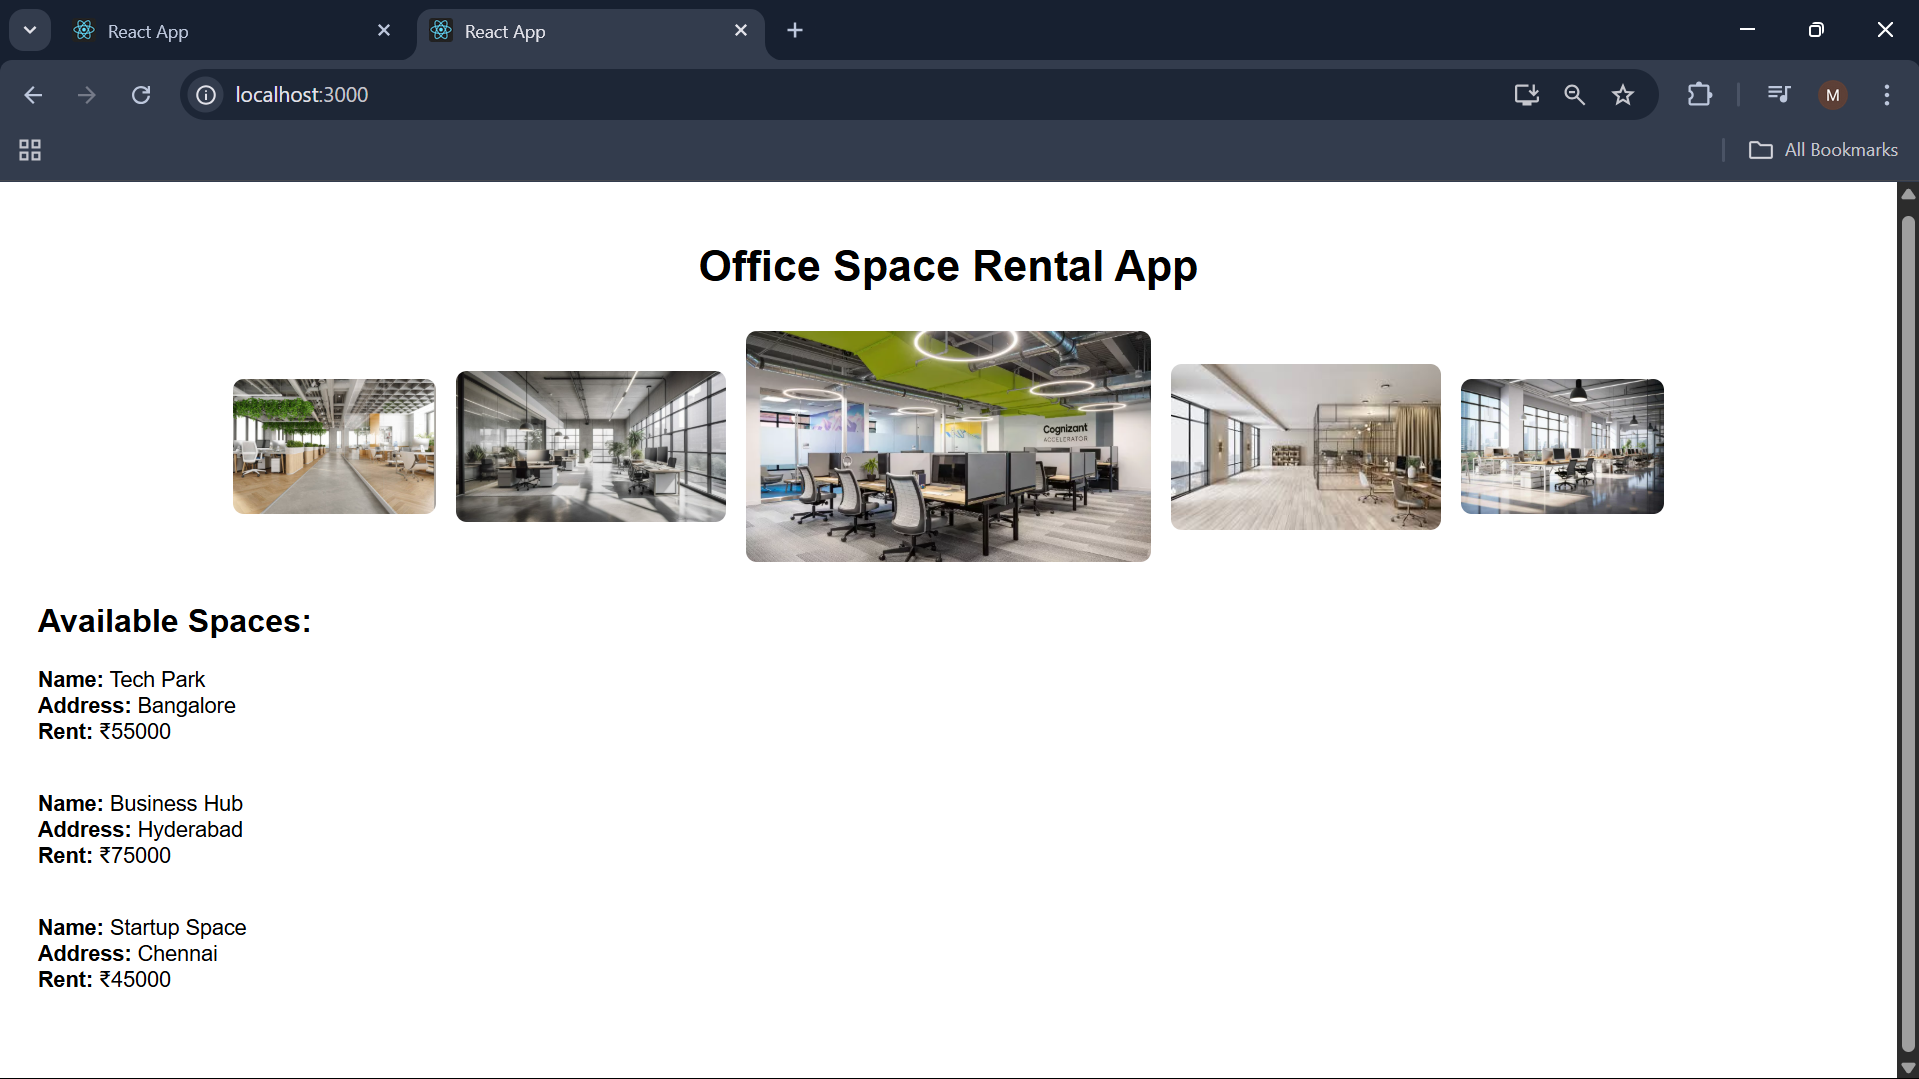 React App
React App
localhost:3000
M
All Bookmarks
Office Space Rental App
Cognizant
ACCELERATOR
Available Spaces:
Name: Tech Park
Address: Bangalore
Rent: ₹55000
Name: Business Hub
Address: Hyderabad
Rent: ₹75000
Name: Startup Space
Address: Chennai
Rent: ₹45000